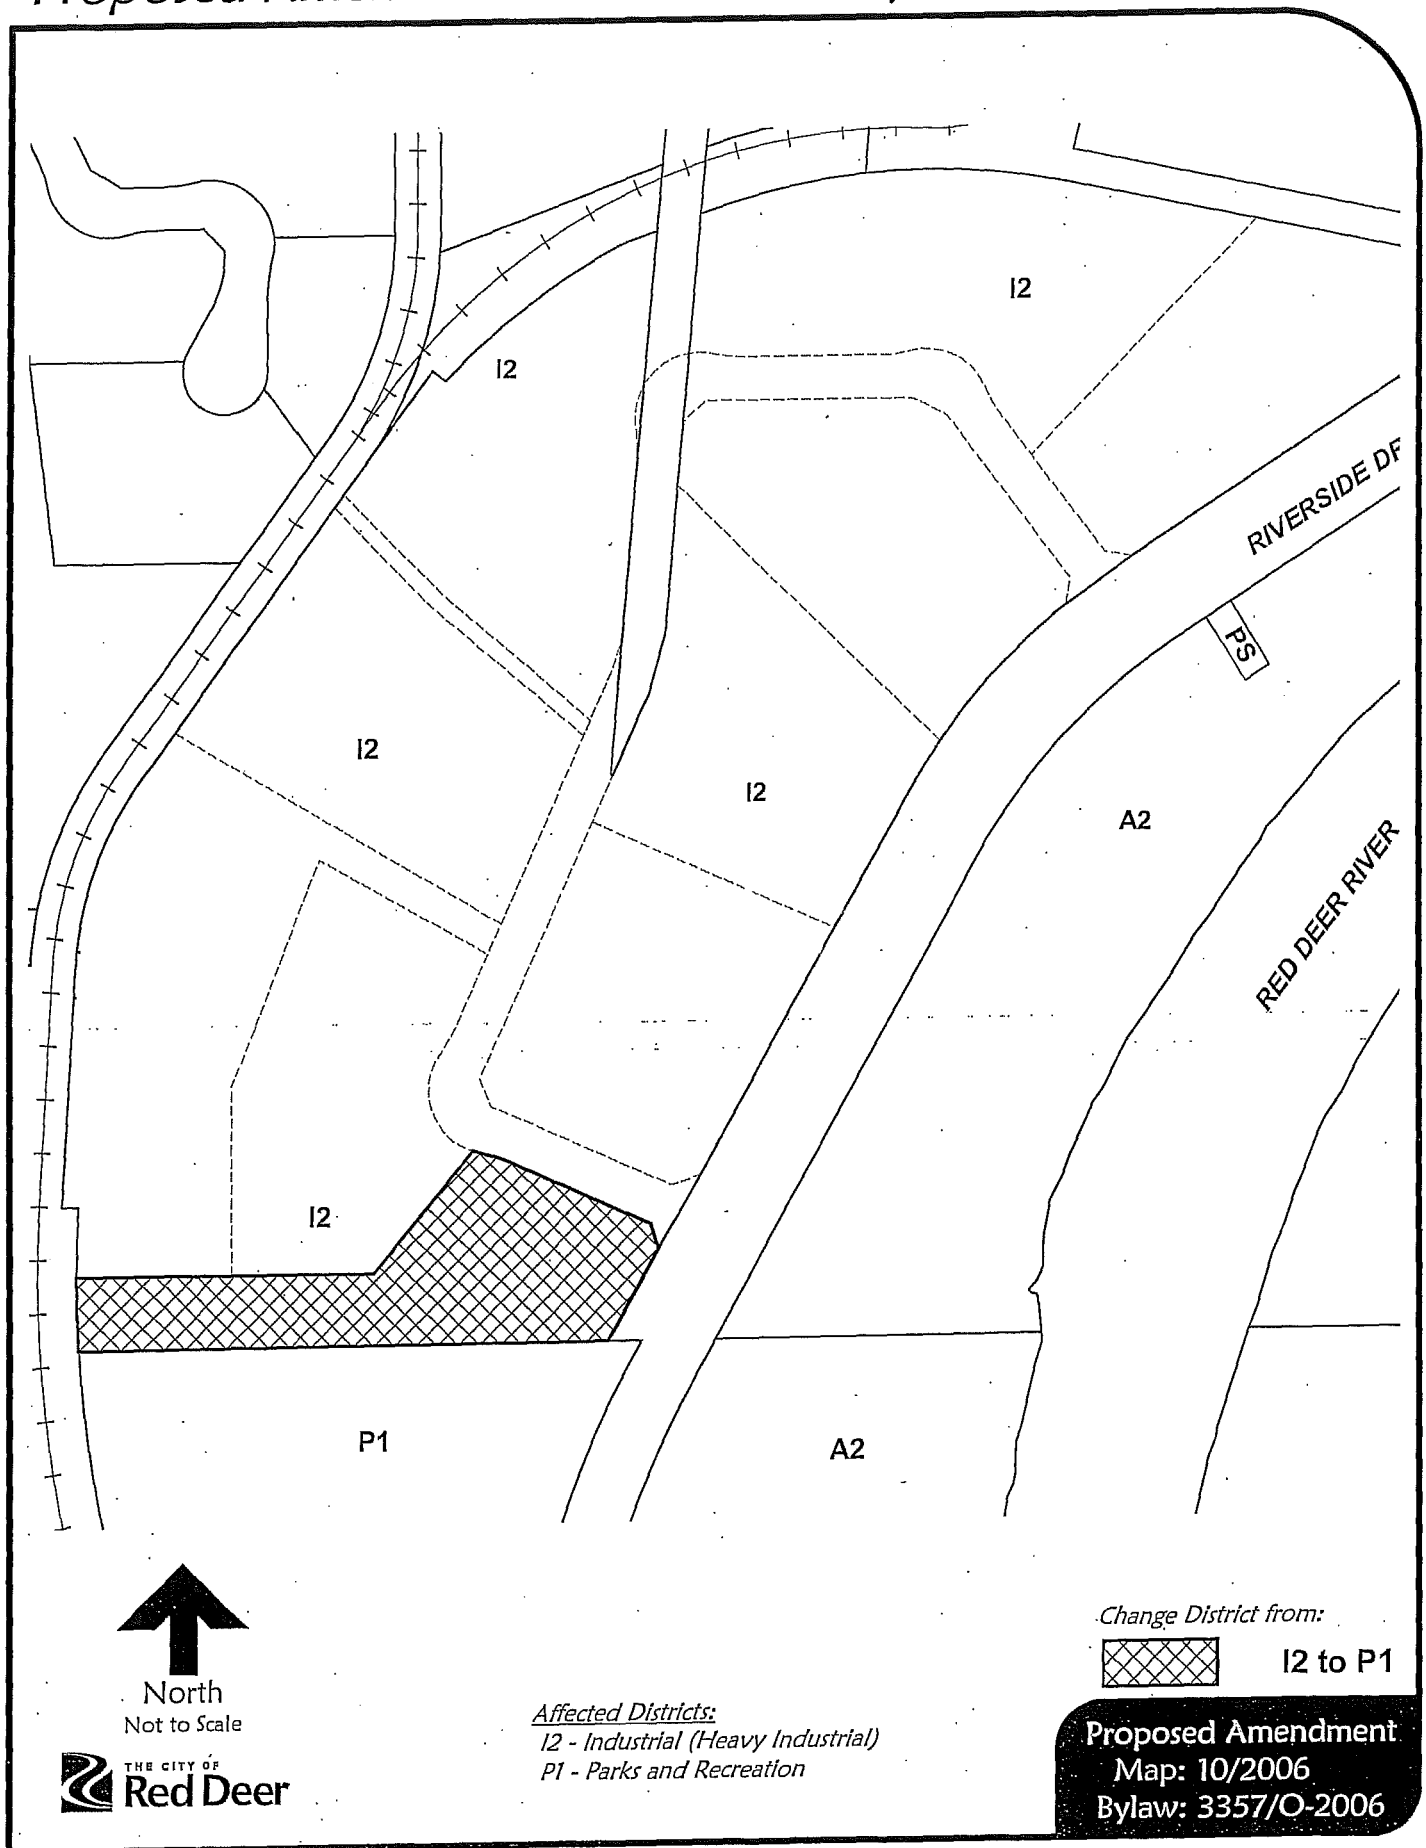 Proposed
I2
I2
RIVERSIDE
PS
I2
I2
A2
RED DEER RIVER
I2
P1
A2
North
Not to Scale
THE CITY OF
Red Deer
Affected Districts:
I2 - Industrial (Heavy Industrial)
P1 - Parks and Recreation
Change District from:
I2 to P1
Proposed Amendment
Map: 10/2006
Bylaw: 3357/O-2006